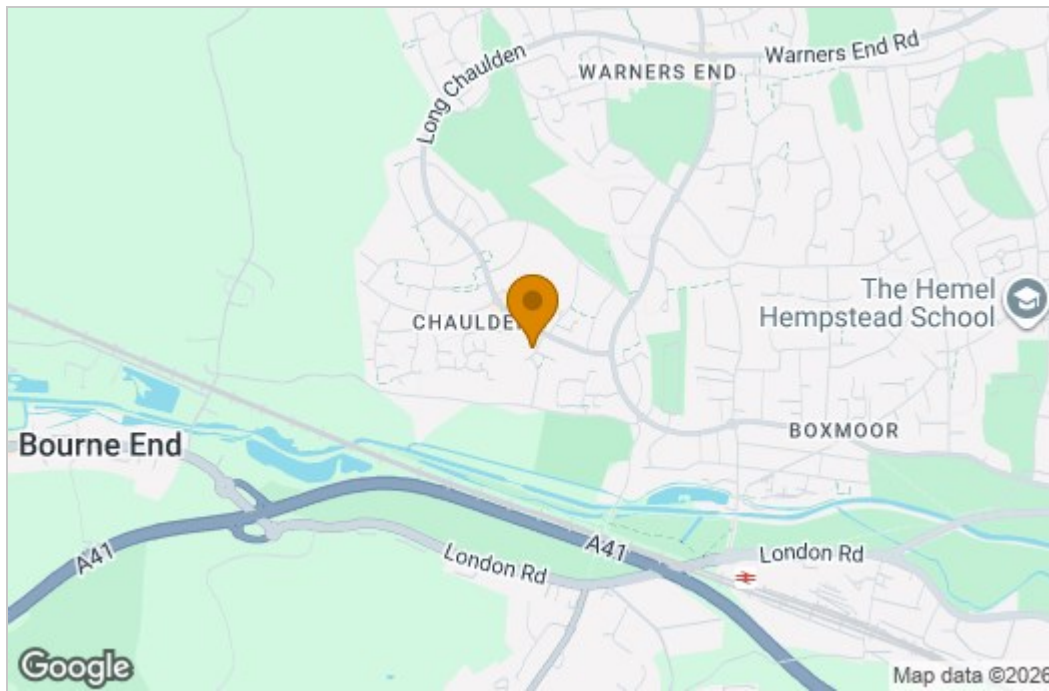 Warners End Rd
WARNERS END
Long Chaulden
The Hemel
Hempstead School
CHAULDEN
BOXMOOR
Bourne End
A41
A41
London Rd
London Rd
Google
Map data ©2026